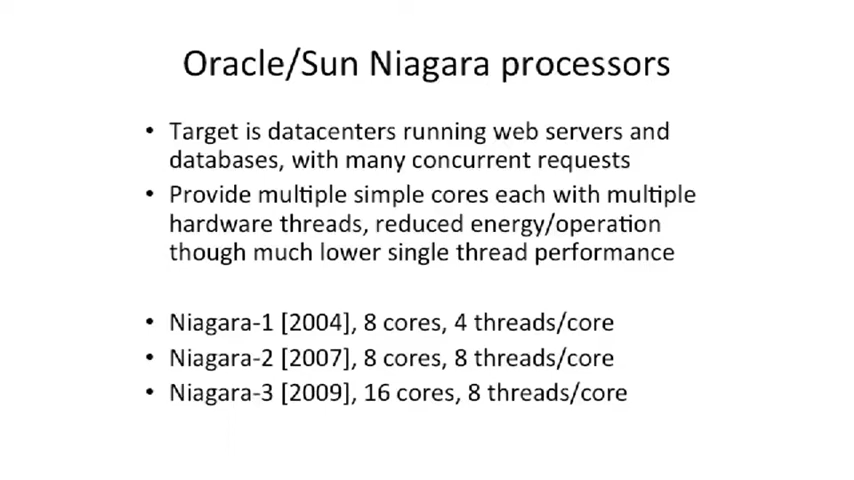 Oracle/Sun Niagara processors
• Target is datacenters running web servers and
databases, with many concurrent requests
• Provide multiple simple cores each with multiple
hardware threads, reduced energy/operation
though much lower single thread performance
• Niagara-1 [2004], 8 cores, 4 threads/core
• Niagara-2 [2007], 8 cores, 8 threads/core
• Niagara-3 [2009], 16 cores, 8 threads/core